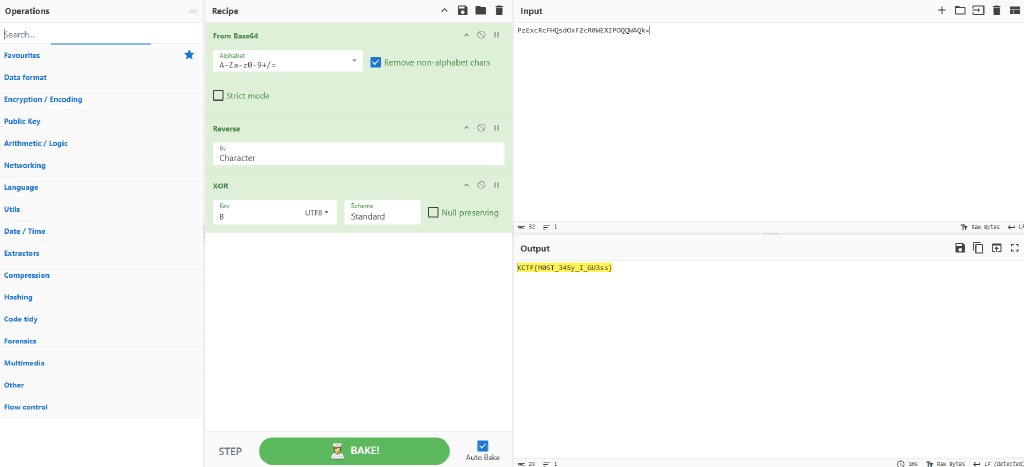 Operations
Search...
Favourites
Data format
Encryption / Encoding
Public Key
Arithmetic / Logic
Networking
Language
Utils
Date / Time
Extractors
Compression
Hashing
Code tidy
Forensics
Multimedia
Other
Flow control
Recipe
From Base64
Alphabet
A-Za-z0-9+/=
Remove non-alphabet chars
Strict mode
Reverse
By
Character
XOR
Key
B
UTF8
Scheme
Standard
Null preserving
STEP
BAKE!
Auto Bake
Input
PzExcRcFHQsdOxF2cR0WEXIPOQQWAQk=
32 1
Raw Bytes LF
Output
KCTF{M0ST_34Sy_I_GU3ss}
23 1
3ms Raw Bytes LF (detected)